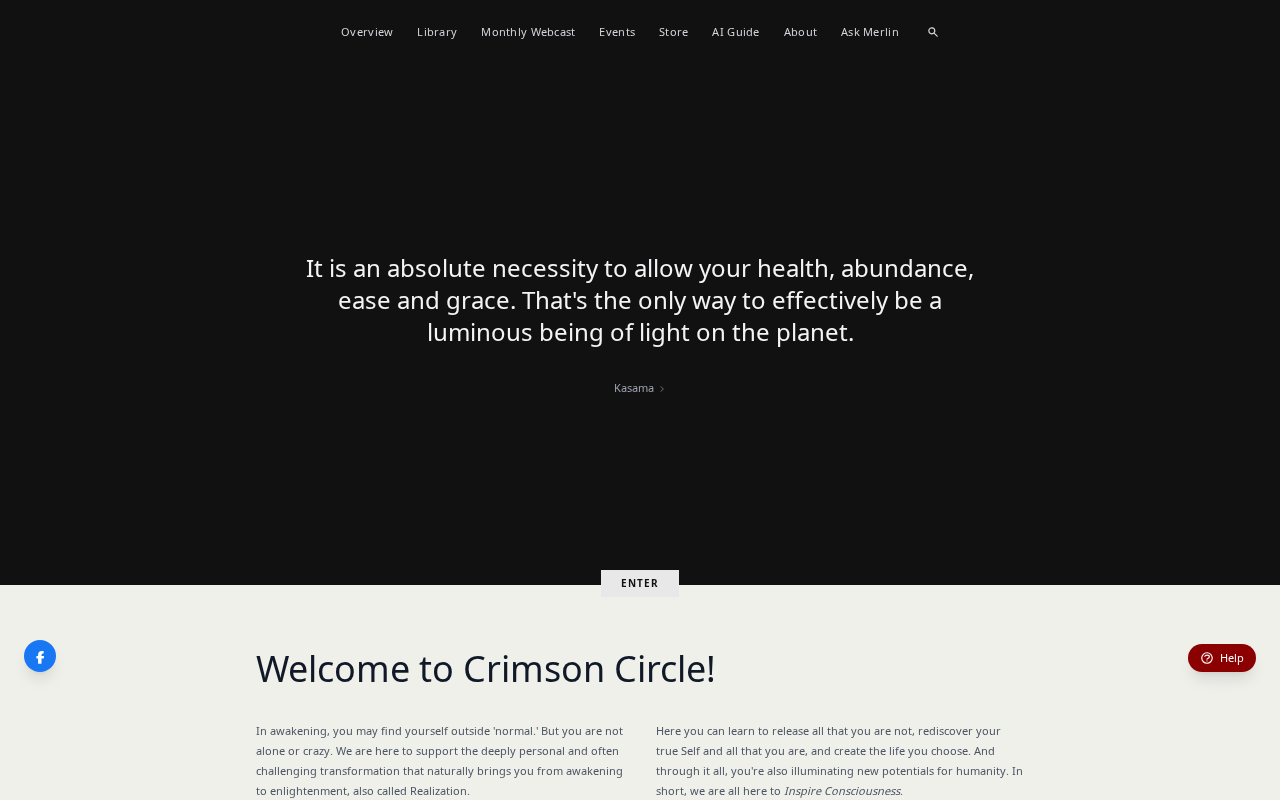 Overview Library Monthly Webcast Events Store AI Guide About Ask Merlin
It is an absolute necessity to allow your health, abundance,
ease and grace. That's the only way to effectively be a
luminous being of light on the planet.
Kasama
ENTER
Welcome to Crimson Circle!
In awakening, you may find yourself outside 'normal.' But you are not
alone or crazy. We are here to support the deeply personal and often
challenging transformation that naturally brings you from awakening
to enlightenment, also called Realization.
Here you can learn to release all that you are not, rediscover your
true Self and all that you are, and create the life you choose. And
through it all, you're also illuminating new potentials for humanity. In
short, we are all here to Inspire Consciousness.
Help